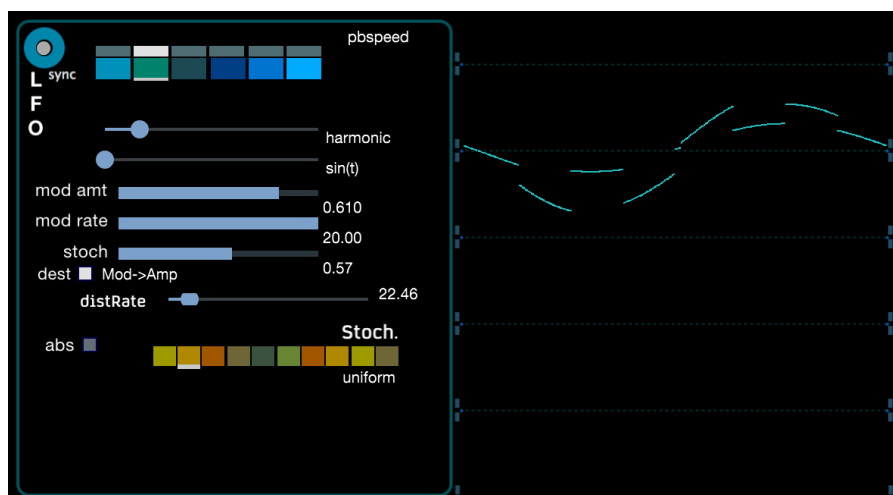 pbspeed
sync
L
F
O
harmonic
sin(t)
mod amt
0.610
mod rate
20.00
stoch
0.57
dest Mod->Amp
distRate 22.46
Stoch.
abs
uniform